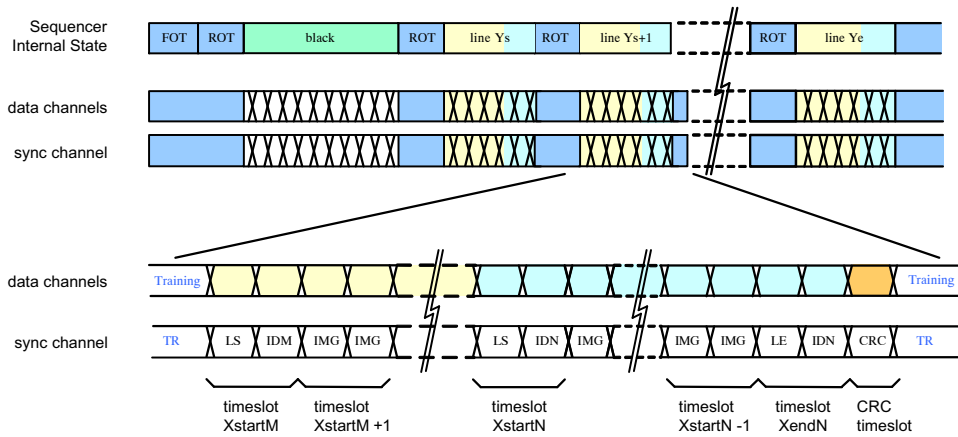 Sequencer
Internal State
FOT ROT black ROT line Ys ROT line Ys+1 ROT line Ye
data channels
sync channel
data channels
Training Training
sync channel
TR LS IDM IMG IMG LS IDN IMG IMG IMG LE IDN CRC TR
timeslot timeslot timeslot timeslot timeslot CRC
XstartM XstartM +1 XstartN XstartN -1 XendN timeslot